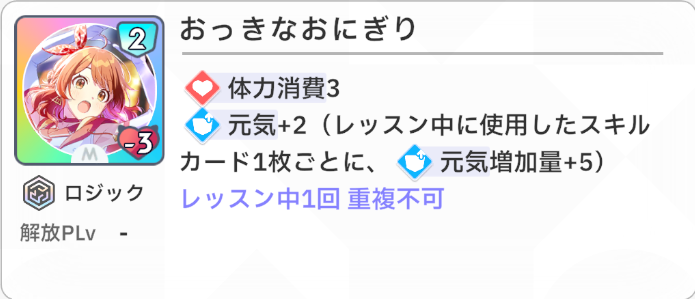 おっきなおにぎり
2
-3
M
体力消費3
元気+2（レッスン中に使用したスキル
カード1枚ごとに、 元気増加量+5）
レッスン中1回 重複不可
ロジック
解放PLv -